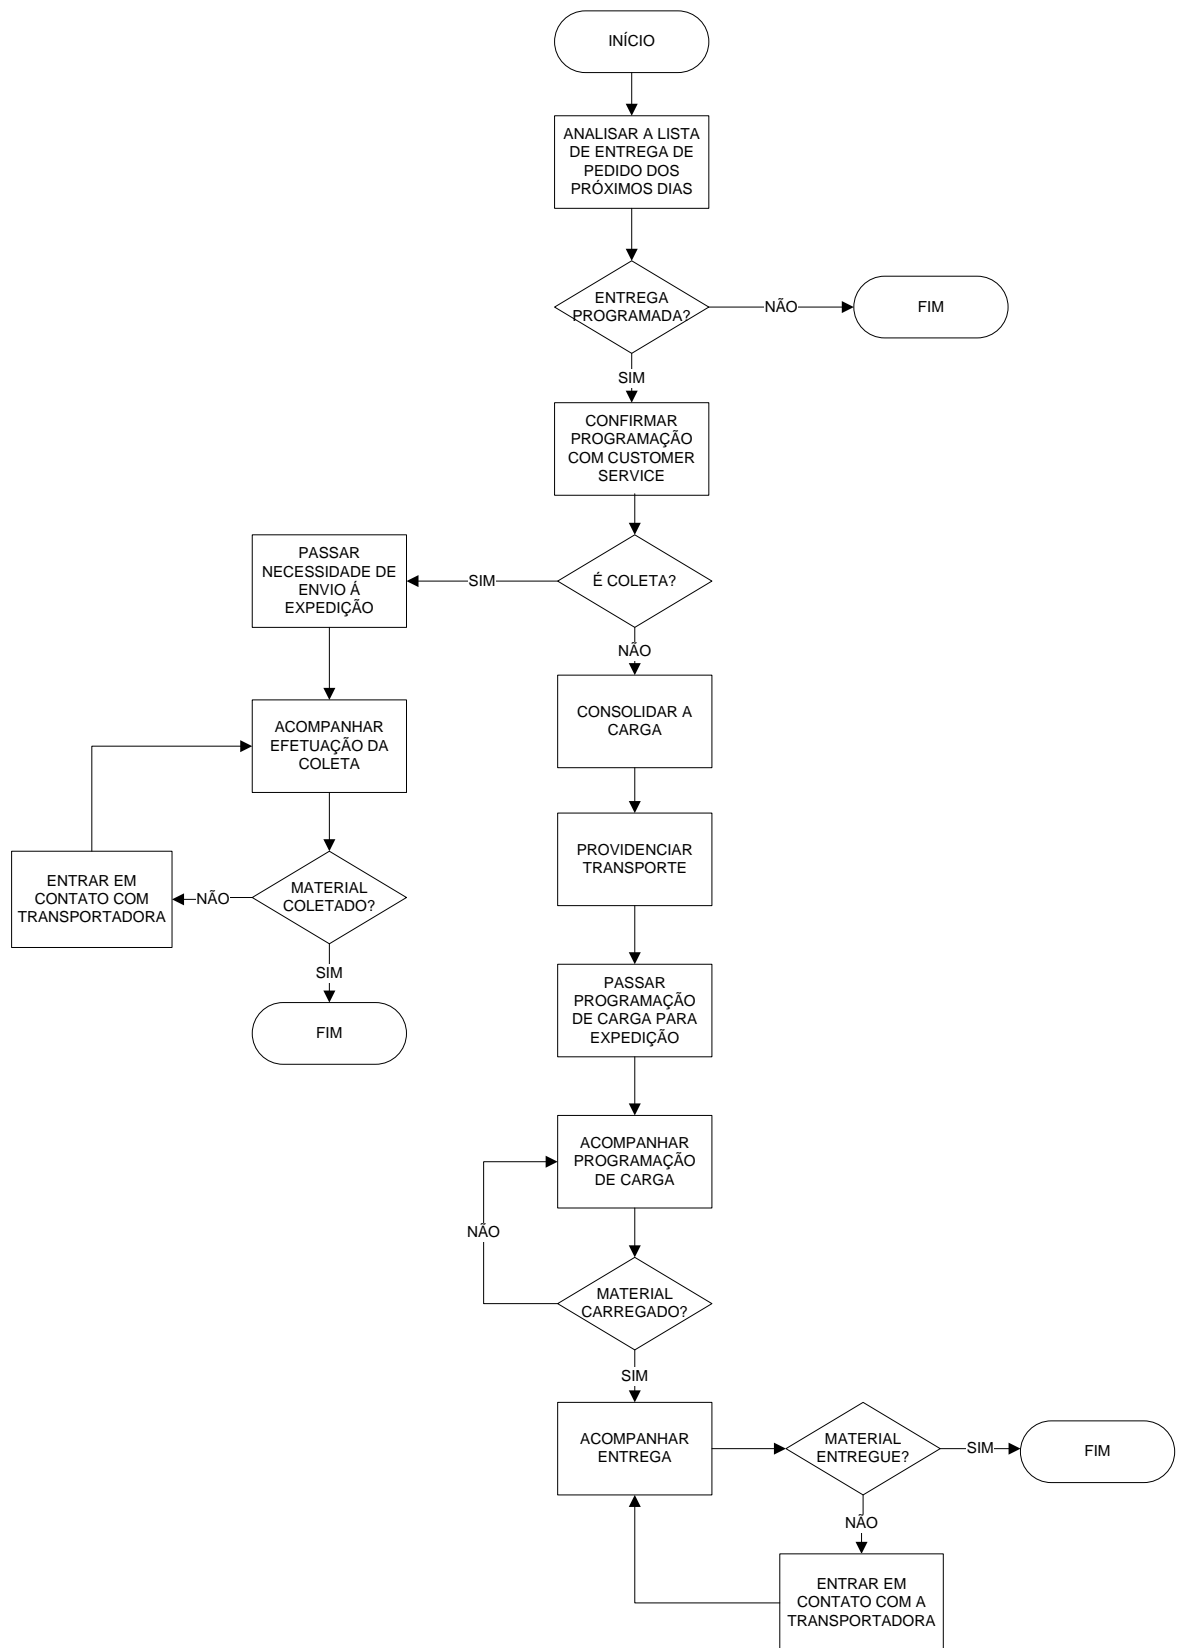 INÍCIO
ANALISAR A LISTA
DE ENTREGA DE
PEDIDO DOS
PRÓXIMOS DIAS
ENTREGA
PROGRAMADA?
NÃO
FIM
SIM
CONFIRMAR
PROGRAMAÇÃO
COM CUSTOMER
SERVICE
É COLETA?
SIM
PASSAR
NECESSIDADE DE
ENVIO Á
EXPEDIÇÃO
ACOMPANHAR
EFETUAÇÃO DA
COLETA
MATERIAL
COLETADO?
NÃO
ENTRAR EM
CONTATO COM
TRANSPORTADORA
SIM
FIM
NÃO
CONSOLIDAR A
CARGA
PROVIDENCIAR
TRANSPORTE
PASSAR
PROGRAMAÇÃO
DE CARGA PARA
EXPEDIÇÃO
ACOMPANHAR
PROGRAMAÇÃO
DE CARGA
NÃO
MATERIAL
CARREGADO?
SIM
ACOMPANHAR
ENTREGA
MATERIAL
ENTREGUE?
SIM
FIM
NÃO
ENTRAR EM
CONTATO COM A
TRANSPORTADORA